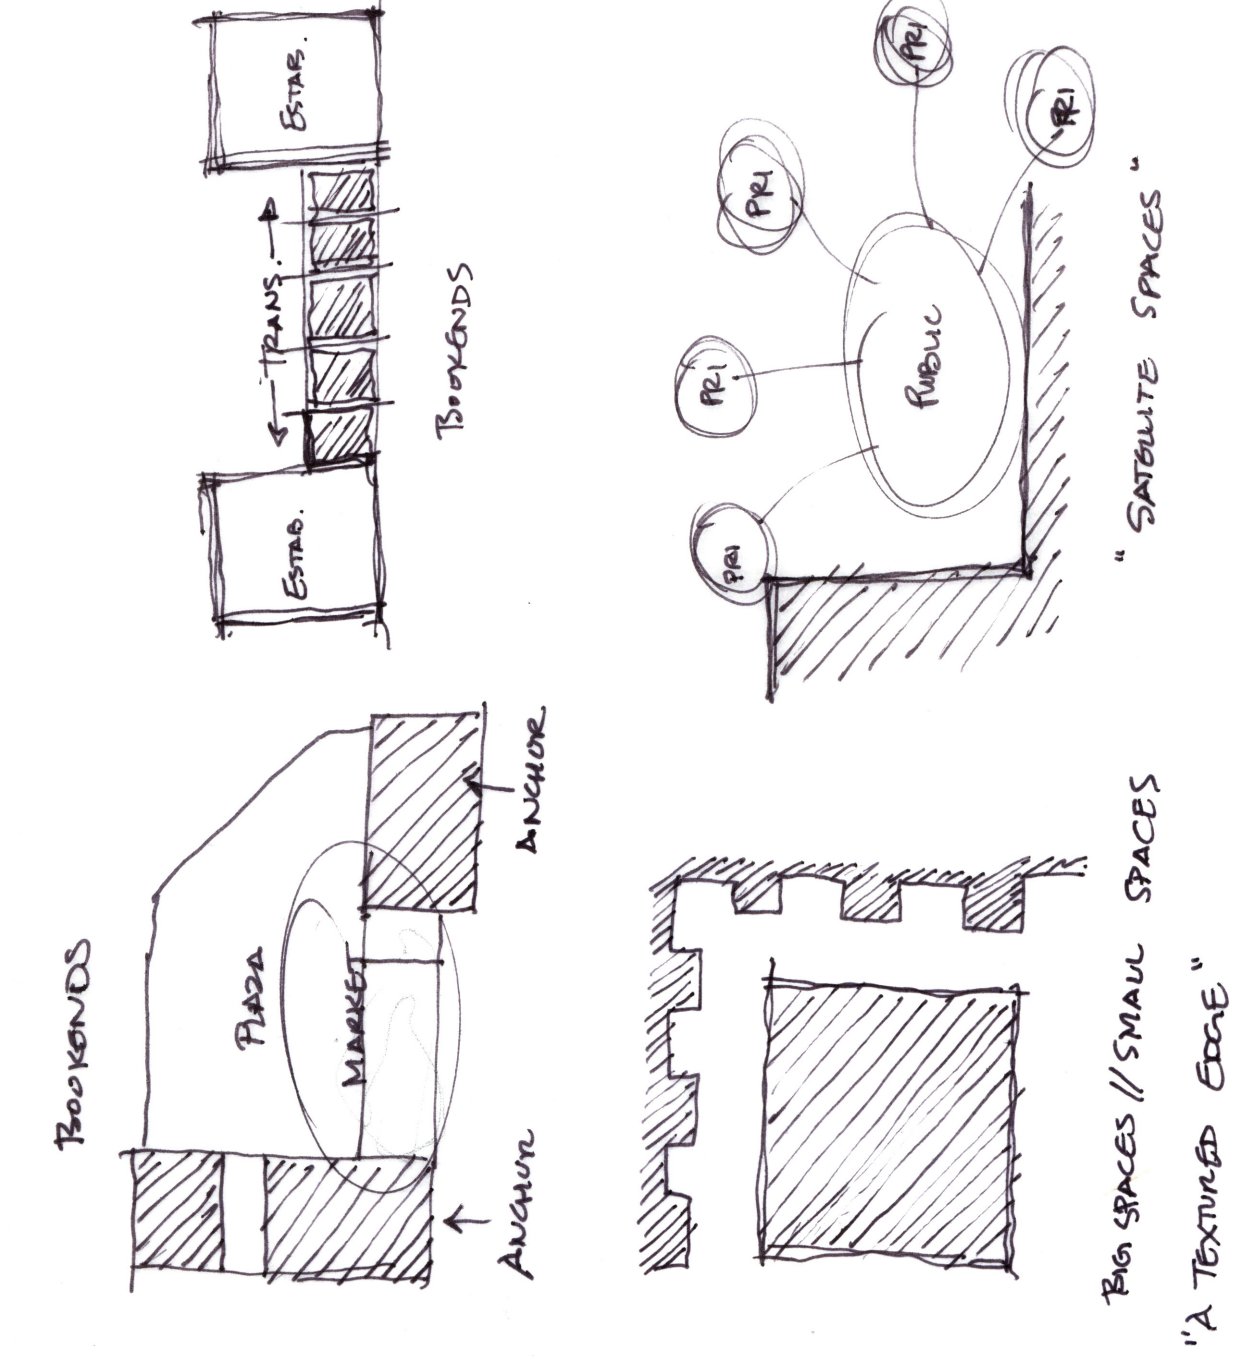 BOOKENDS
PLAZA
MARKET
ANCHOR
ANCHOR
ESTAB.
TRANS.
ESTAB.
BOOKENDS
BIG SPACES // SMALL SPACES
"A TEXTURED EDGE"
PRI
PRI
PRI
PRI
PRI
PUBLIC
"SATELLITE SPACES"